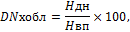 DNхобл = Ндн / Нвп × 100,